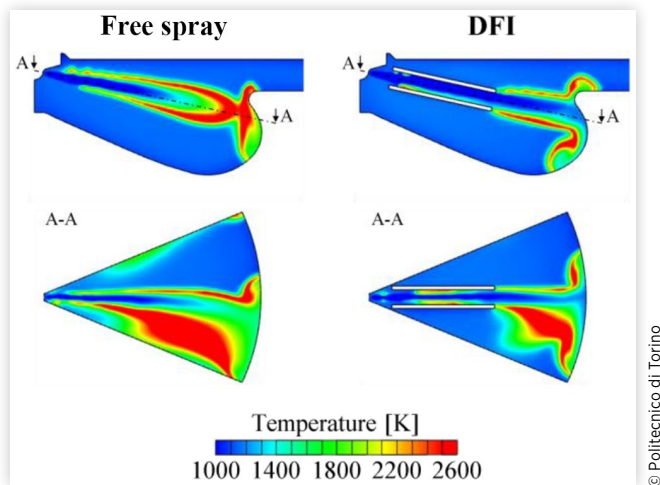 Free spray DFI
A A
A A
A-A A-A
Temperature [K]
1000 1400 1800 2200 2600
© Politecnico di Torino